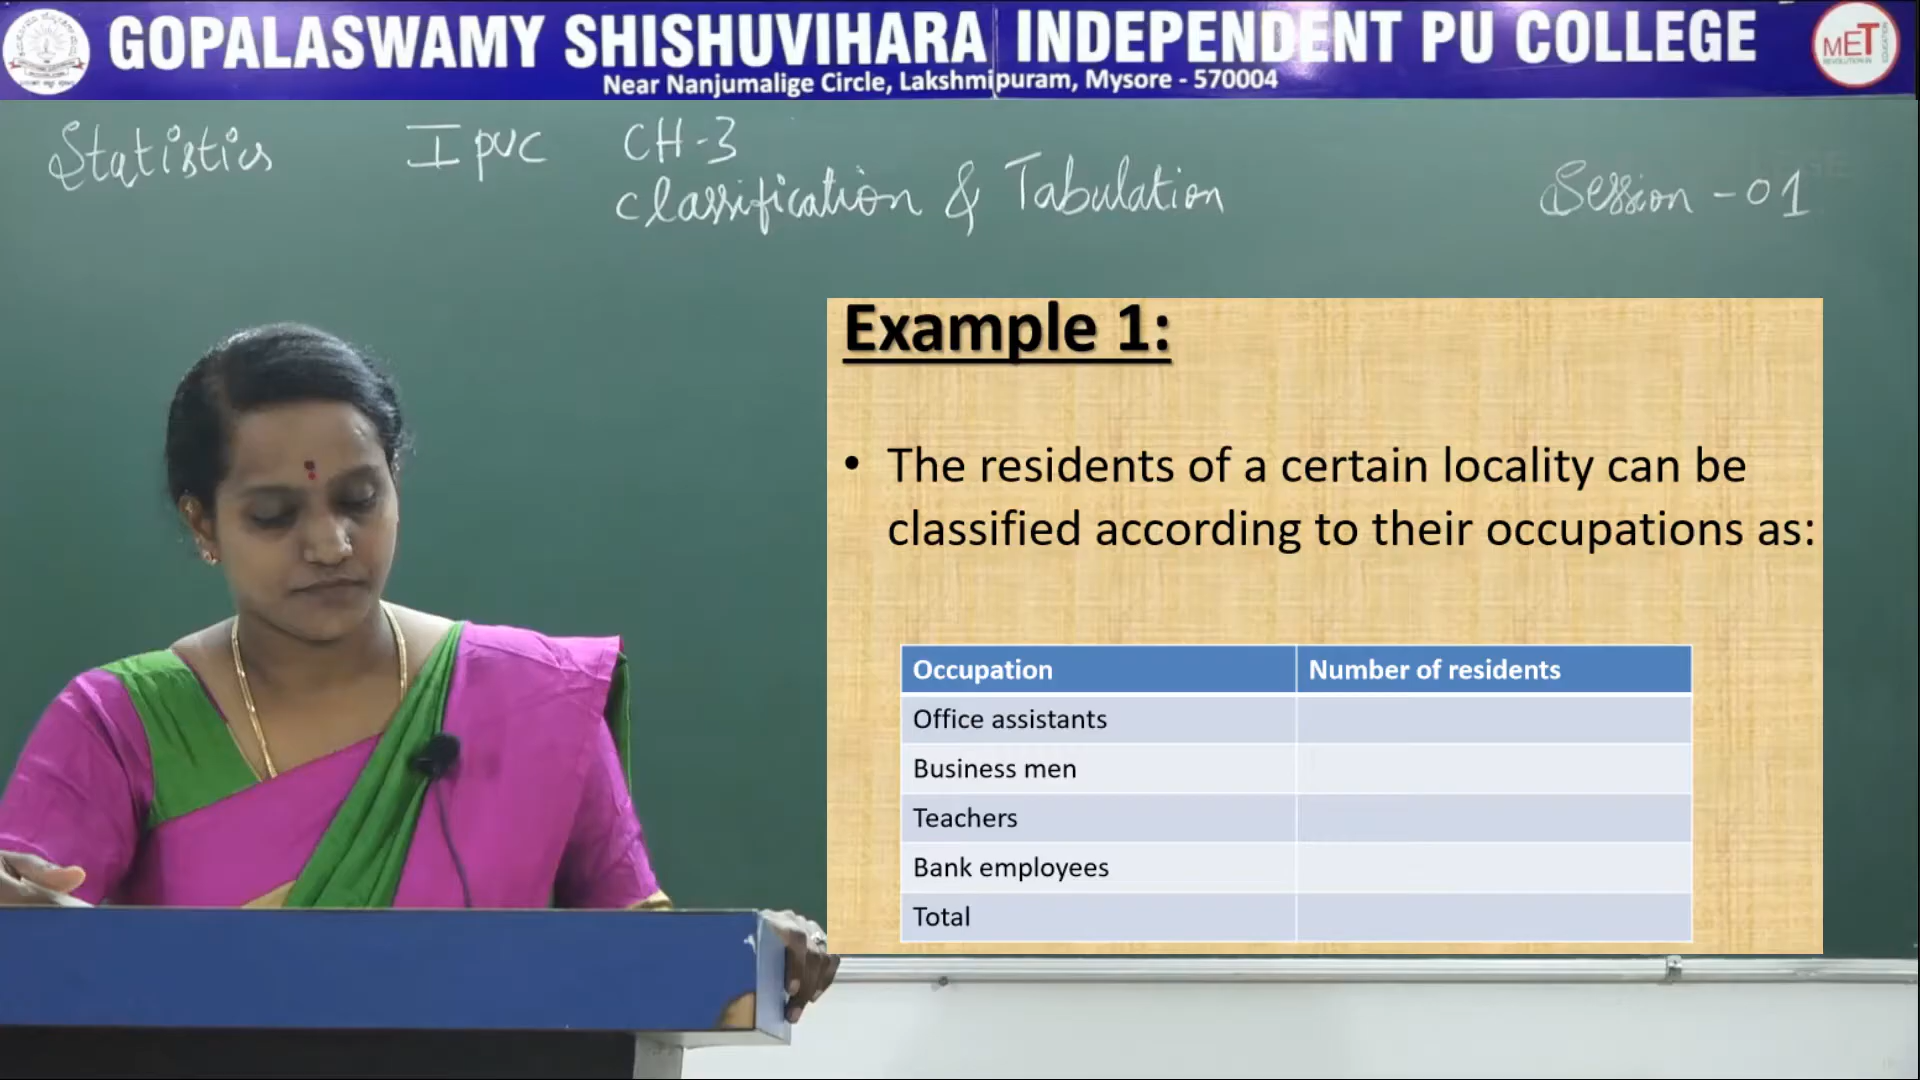 GOPALASWAMY SHISHUVIHARA INDEPENDENT PU COLLEGE
Near Nanjumalige Circle, Lakshmipuram, Mysore - 570004
MET
Statistics I PUC CH-3
Classification & Tabulation
Session - 01
Example 1:
• The residents of a certain locality can be
classified according to their occupations as:
Occupation Number of residents
Office assistants
Business men
Teachers
Bank employees
Total